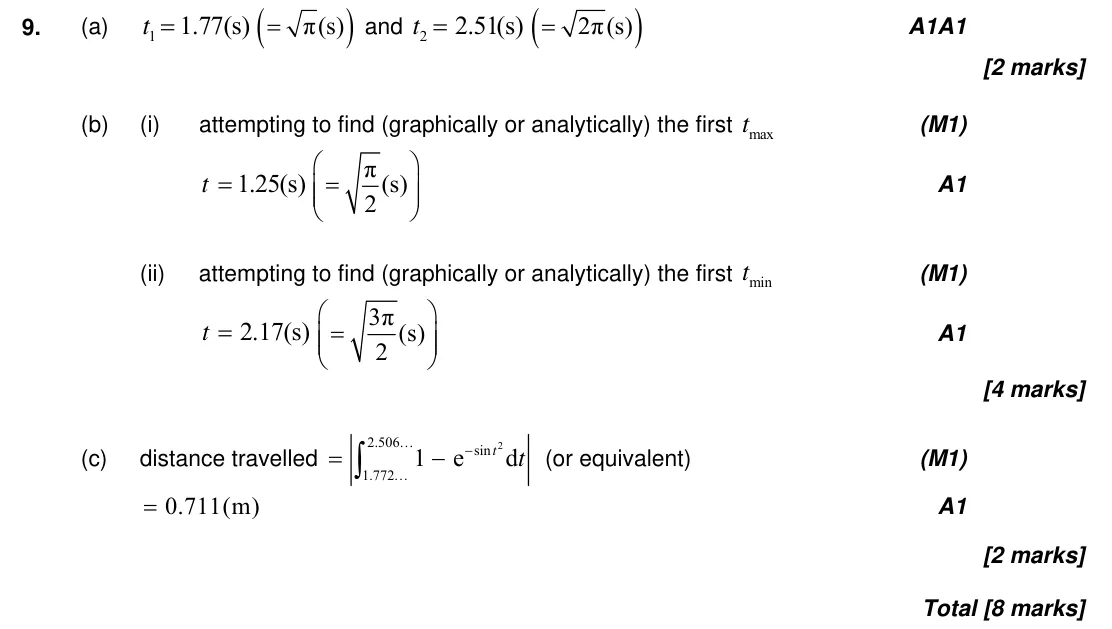 9. (a) t₁ = 1.77(s) (= √π(s)) and t₂ = 2.51(s) (= √(2π)(s)) A1A1
[2 marks]
(b) (i) attempting to find (graphically or analytically) the first t_max (M1)
t = 1.25(s) (= √(π/2)(s)) A1
(ii) attempting to find (graphically or analytically) the first t_min (M1)
t = 2.17(s) (= √(3π/2)(s)) A1
[4 marks]
(c) distance travelled = |∫_{1.772…}^{2.506…} 1 − e^{−sin t²} dt| (or equivalent) (M1)
= 0.711(m) A1
[2 marks]
Total [8 marks]